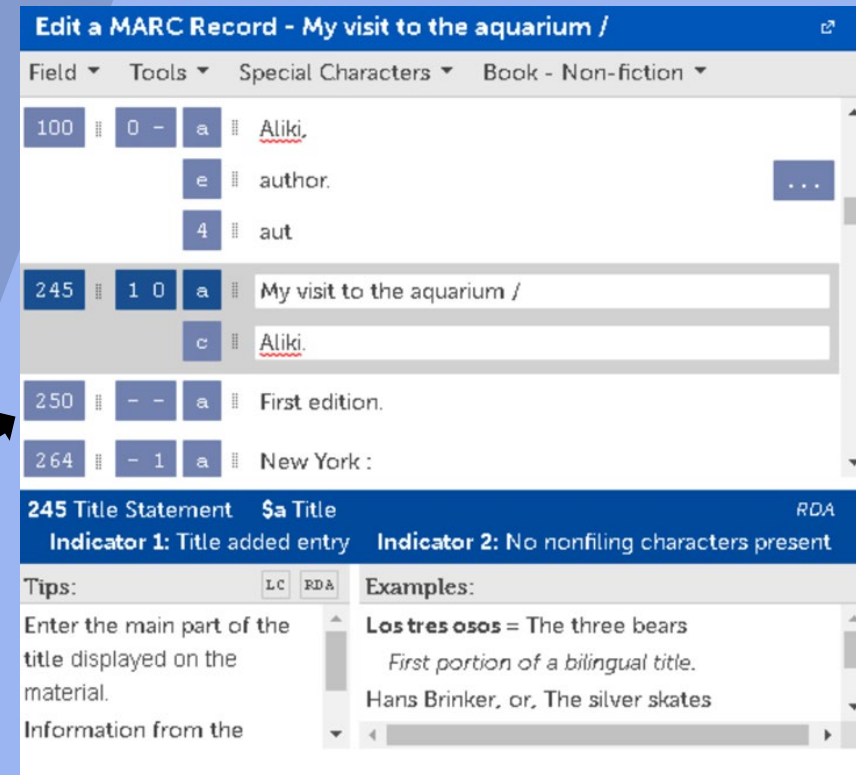 Edit a MARC Record - My visit to the aquarium /
Field Tools Special Characters Book - Non-fiction
100 0 - a Aliki,
e author. ...
4 aut
245 1 0 a My visit to the aquarium /
c Aliki.
250 - - a First edition.
264 - 1 a New York :
245 Title Statement $a Title RDA
Indicator 1: Title added entry Indicator 2: No nonfiling characters present
Tips: LC RDA Examples:
Enter the main part of the
title displayed on the
material.
Information from the
Los tres osos = The three bears
First portion of a bilingual title.
Hans Brinker, or, The silver skates